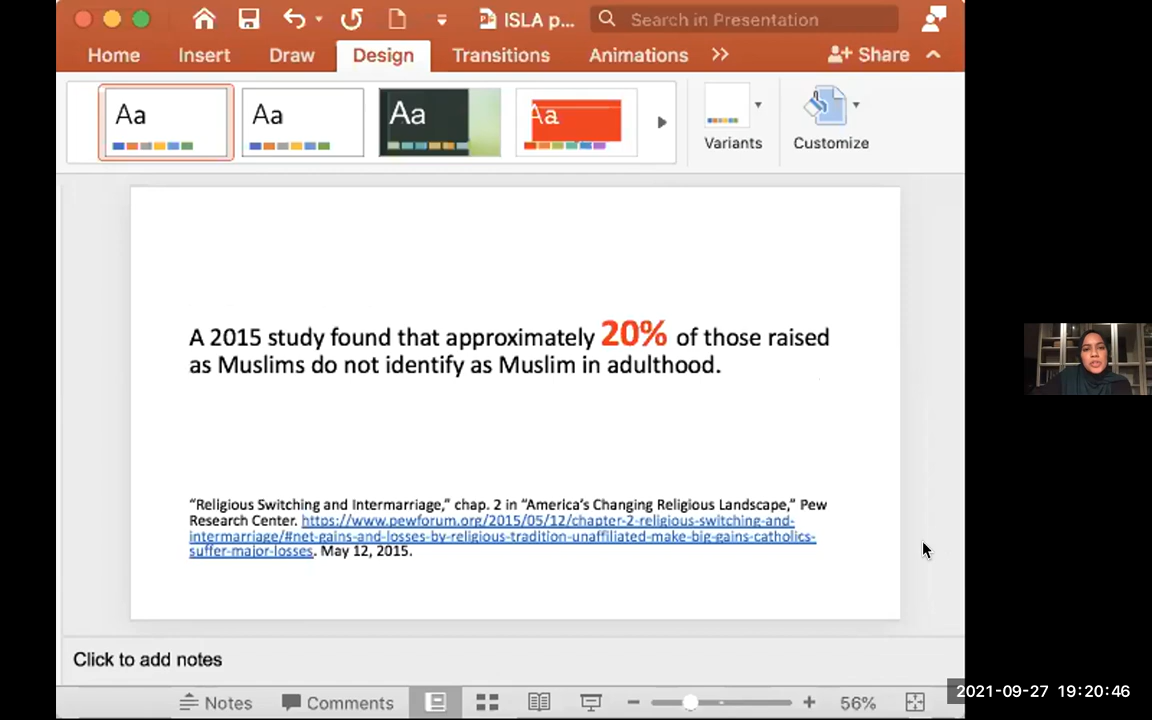 ISLA p...
Search in Presentation
Home
Insert
Draw
Design
Transitions
Animations
>>
Share
Aa
Aa
Aa
Aa
Variants
Customize
A 2015 study found that approximately 20% of those raised
as Muslims do not identify as Muslim in adulthood.
“Religious Switching and Intermarriage,” chap. 2 in “America’s Changing Religious Landscape,” Pew
Research Center. https://www.pewforum.org/2015/05/12/chapter-2-religious-switching-and-
intermarriage/#net-gains-and-losses-by-religious-tradition-unaffiliated-make-big-gains-catholics-
suffer-major-losses. May 12, 2015.
Click to add notes
Notes
Comments
56%
2021-09-27 19:20:46